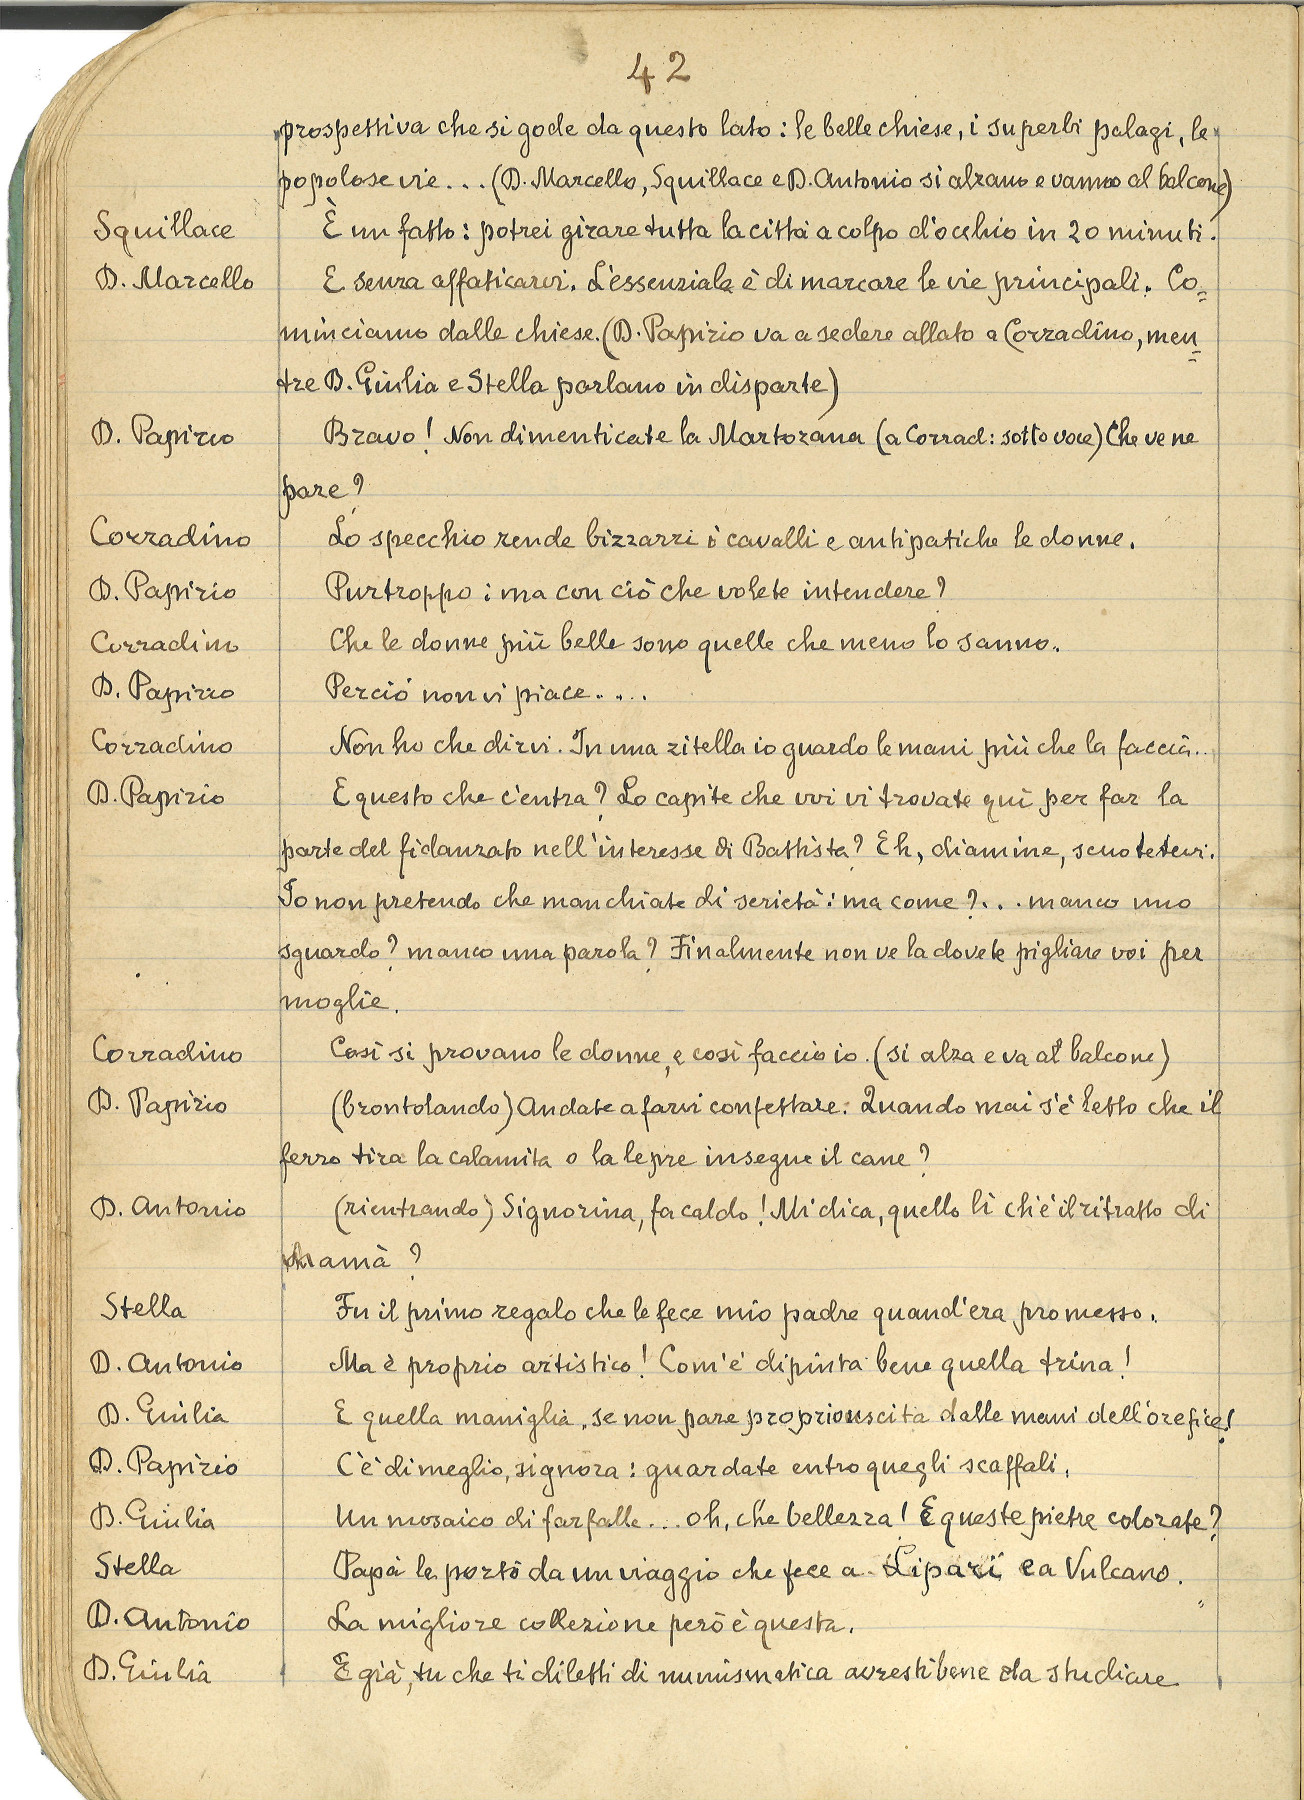 42
prospettiva che si gode da questo lato: le belle chiese, i superbi palagi, le
popolose vie... (D. Marcello, Squillace e D. Antonio si alzano e vanno al balcone)
Squillace È un fatto: potrei girare tutta la città a colpo d'occhio in 20 minuti.
D. Marcello E senza affaticarvi. L'essenziale è di marcare le vie principali. Co=
minciamo dalle chiese. (D. Papirio va a sedere allato a Corradino, men=
tre D. Giulia e Stella parlano in disparte)
D. Papirio Bravo! Non dimenticate la Martorana (a Corrad: sotto voce) Che ve ne
pare?
Corradino Lo specchio rende bizzarri i cavalli e antipatiche le donne.
D. Papirio Purtroppo: ma con ciò che volete intendere?
Corradino Che le donne più belle sono quelle che meno lo sanno.
D. Papirio Perciò non vi piace....
Corradino Non ho che dirvi. In una zitella io guardo le mani più che la faccia..
D. Papirio E questo che c'entra? Lo capite che voi vi trovate qui per far la
parte del fidanzato nell'interesse di Battista? Eh, diamine, scuotetevi.
Io non pretendo che manchiate di serietà: ma come?... manco uno
sguardo? manco una parola? Finalmente non ve la dovete pigliare voi per
moglie.
Corradino Così si provano le donne, e così faccio io. (si alza e va al balcone)
D. Papirio (brontolando) Andate a farvi confettare. Quando mai s'è letto che il
ferro tira la calamita o la lepre insegue il cane?
D. Antonio (rientrando) Signorina, fa caldo! Mi dica, quello lì ch'è il ritratto di
mamà?
Stella Fu il primo regalo che le fece mio padre quand'era promesso.
D. Antonio Ma è proprio artistico! Com'è dipinta bene quella trina!
D. Giulia E quella maniglia, se non pare proprio uscita dalle mani dell'orefice!
D. Papirio C'è di meglio, signora: guardate entro quegli scaffali.
D. Giulia Un mosaico di farfalle... oh, che bellezza! E queste pietre colorate?
Stella Papà le portò da un viaggio che fece a Lipari e a Vulcano.
D. Antonio La migliore collezione però è questa.
D. Giulia E già, tu che ti diletti di numismatica avresti bene da studiare